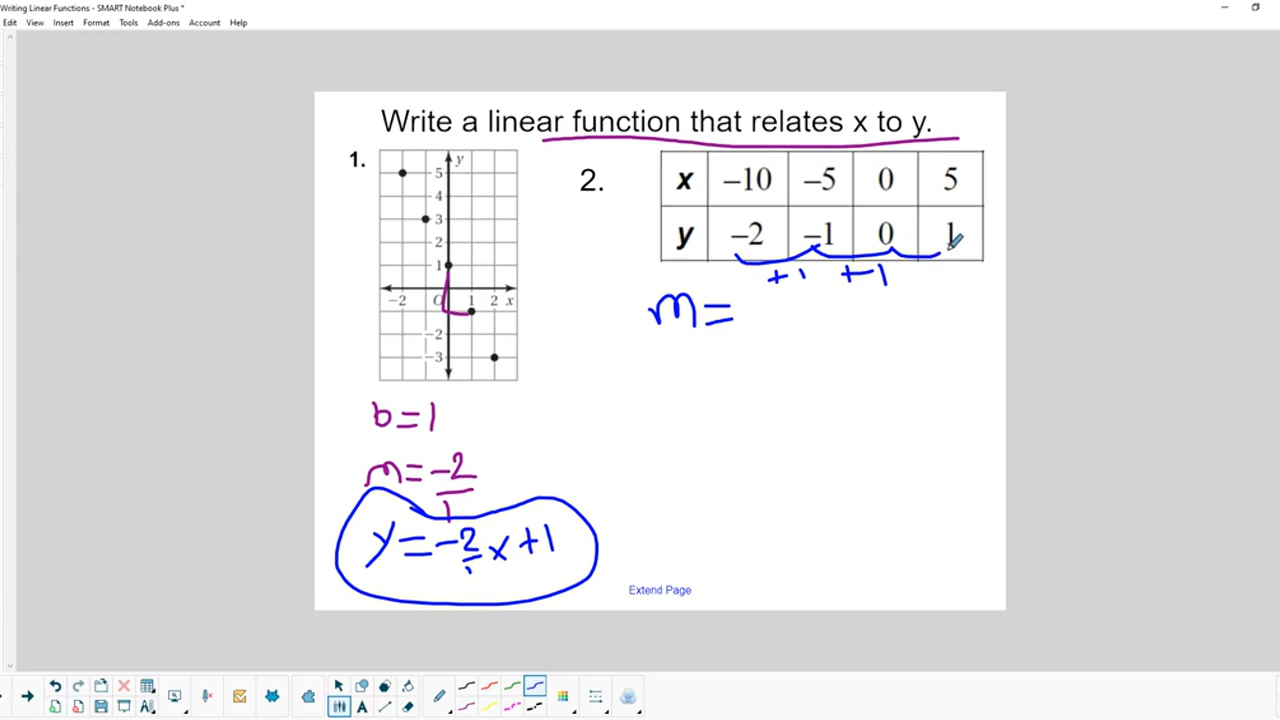 Writing Linear Functions - SMART Notebook Plus *
Edit View Insert Format Tools Add-ons Account Help
Write a linear function that relates x to y.
1.
y
5
4
3
2
1
−2 O 1 2 x
−2
−3
2.
x −10 −5 0 5
y −2 −1 0 1
+1 +1
m=
b=1
m=-2/1
y=-2/1x+1
Extend Page